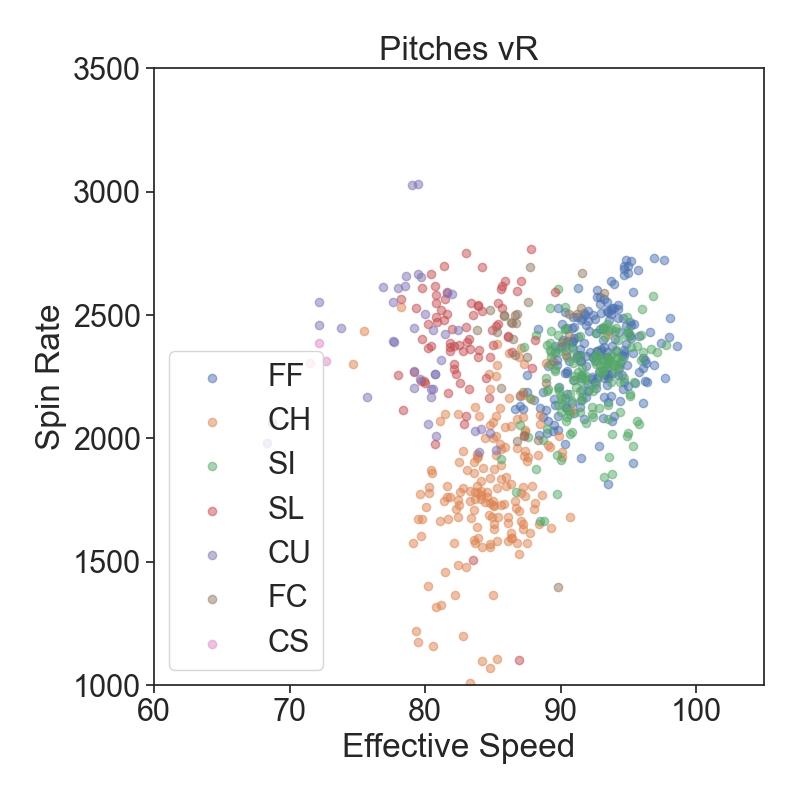 Pitches vR
3500
3000
2500
2000
1500
1000
Spin Rate
FF
CH
SI
SL
CU
FC
CS
60 70 80 90 100
Effective Speed